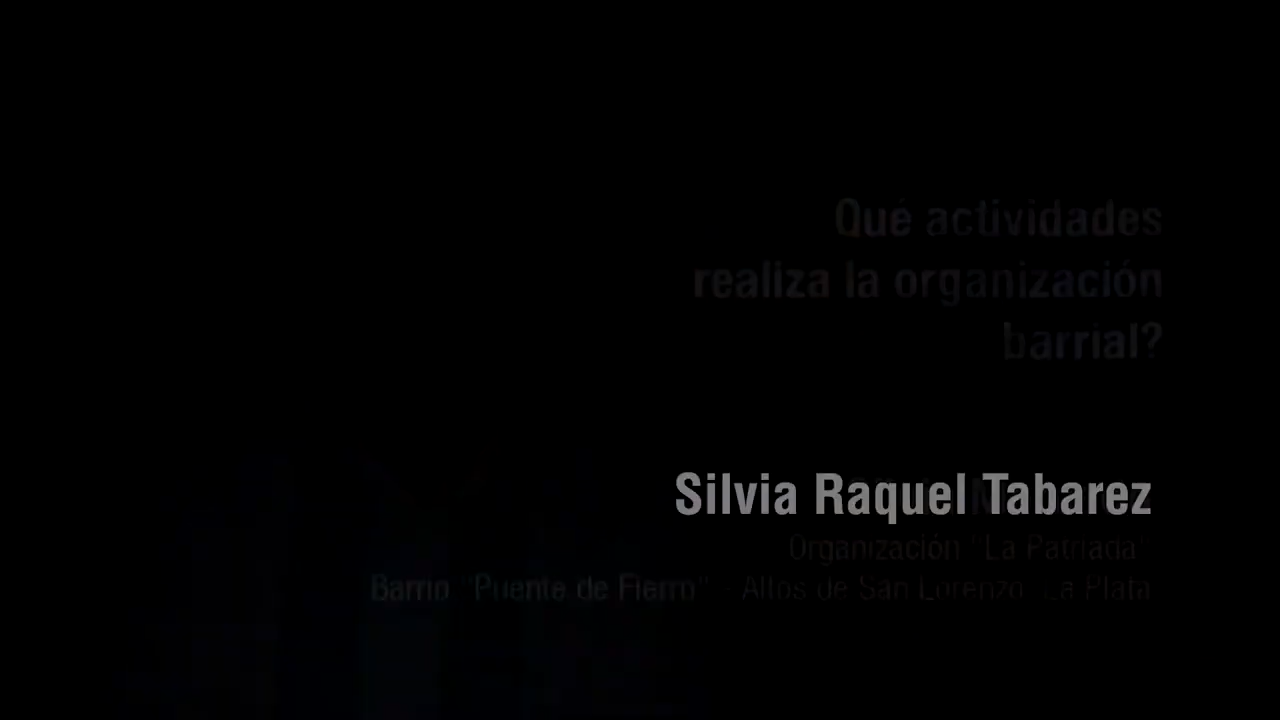 Qué actividades
realiza la organización
barrial?
Silvia Raquel Tabarez
Organización "La Patriada"
Barrio "Puente de Fierro" - Altos de San Lorenzo. La Plata